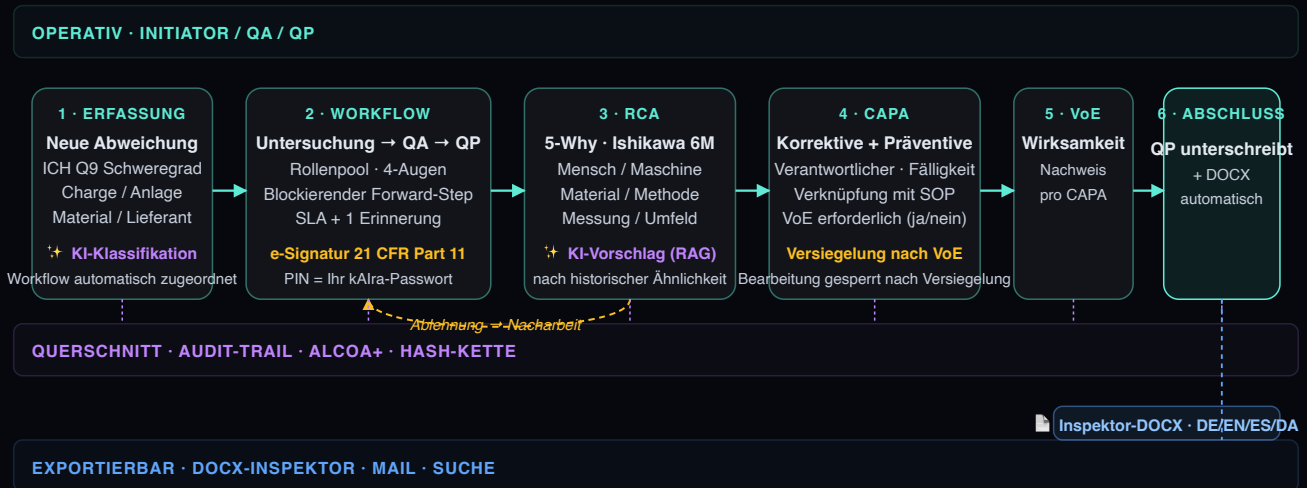 OPERATIV · INITIATOR / QA / QP
1 · ERFASSUNG
Neue Abweichung
ICH Q9 Schweregrad
Charge / Anlage
Material / Lieferant
✨ KI-Klassifikation
Workflow automatisch zugeordnet
2 · WORKFLOW
Untersuchung → QA → QP
Rollenpool · 4-Augen
Blockierender Forward-Step
SLA + 1 Erinnerung
e-Signatur 21 CFR Part 11
PIN = Ihr kAIra-Passwort
3 · RCA
5-Why · Ishikawa 6M
Mensch / Maschine
Material / Methode
Messung / Umfeld
✨ KI-Vorschlag (RAG)
nach historischer Ähnlichkeit
4 · CAPA
Korrektive + Präventive
Verantwortlicher · Fälligkeit
Verknüpfung mit SOP
VoE erforderlich (ja/nein)
Versiegelung nach VoE
Bearbeitung gesperrt nach Versiegelung
5 · VoE
Wirksamkeit
Nachweis
pro CAPA
6 · ABSCHLUSS
QP unterschreibt
+ DOCX
automatisch
Ablehnung → Nacharbeit
QUERSCHNITT · AUDIT-TRAIL · ALCOA+ · HASH-KETTE
📄 Inspektor-DOCX · DE/EN/ES/DA
EXPORTIERBAR · DOCX-INSPEKTOR · MAIL · SUCHE